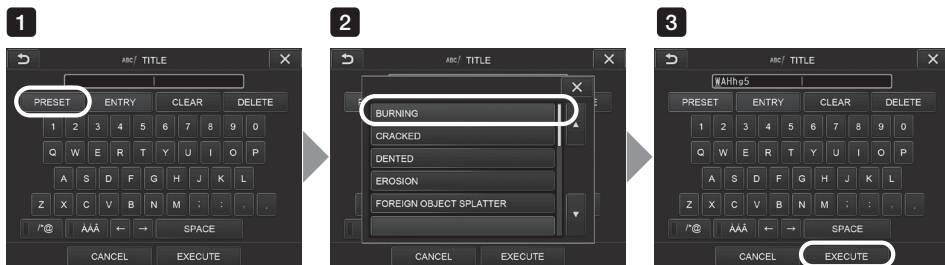 1
2
3
ABC/ TITLE
PRESET ENTRY CLEAR DELETE
1 2 3 4 5 6 7 8 9 0
Q W E R T Y U I O P
A S D F G H J K L
Z X C V B N M ; : . ,
/*@ ÀÁÂ ← → SPACE
CANCEL EXECUTE
ABC/ TITLE
BURNING
CRACKED
DENTED
EROSION
FOREIGN OBJECT SPLATTER
CANCEL EXECUTE
ABC/ TITLE
WAHhg5
PRESET ENTRY CLEAR DELETE
1 2 3 4 5 6 7 8 9 0
Q W E R T Y U I O P
A S D F G H J K L
Z X C V B N M ; : . ,
/*@ ÀÁÂ ← → SPACE
CANCEL EXECUTE